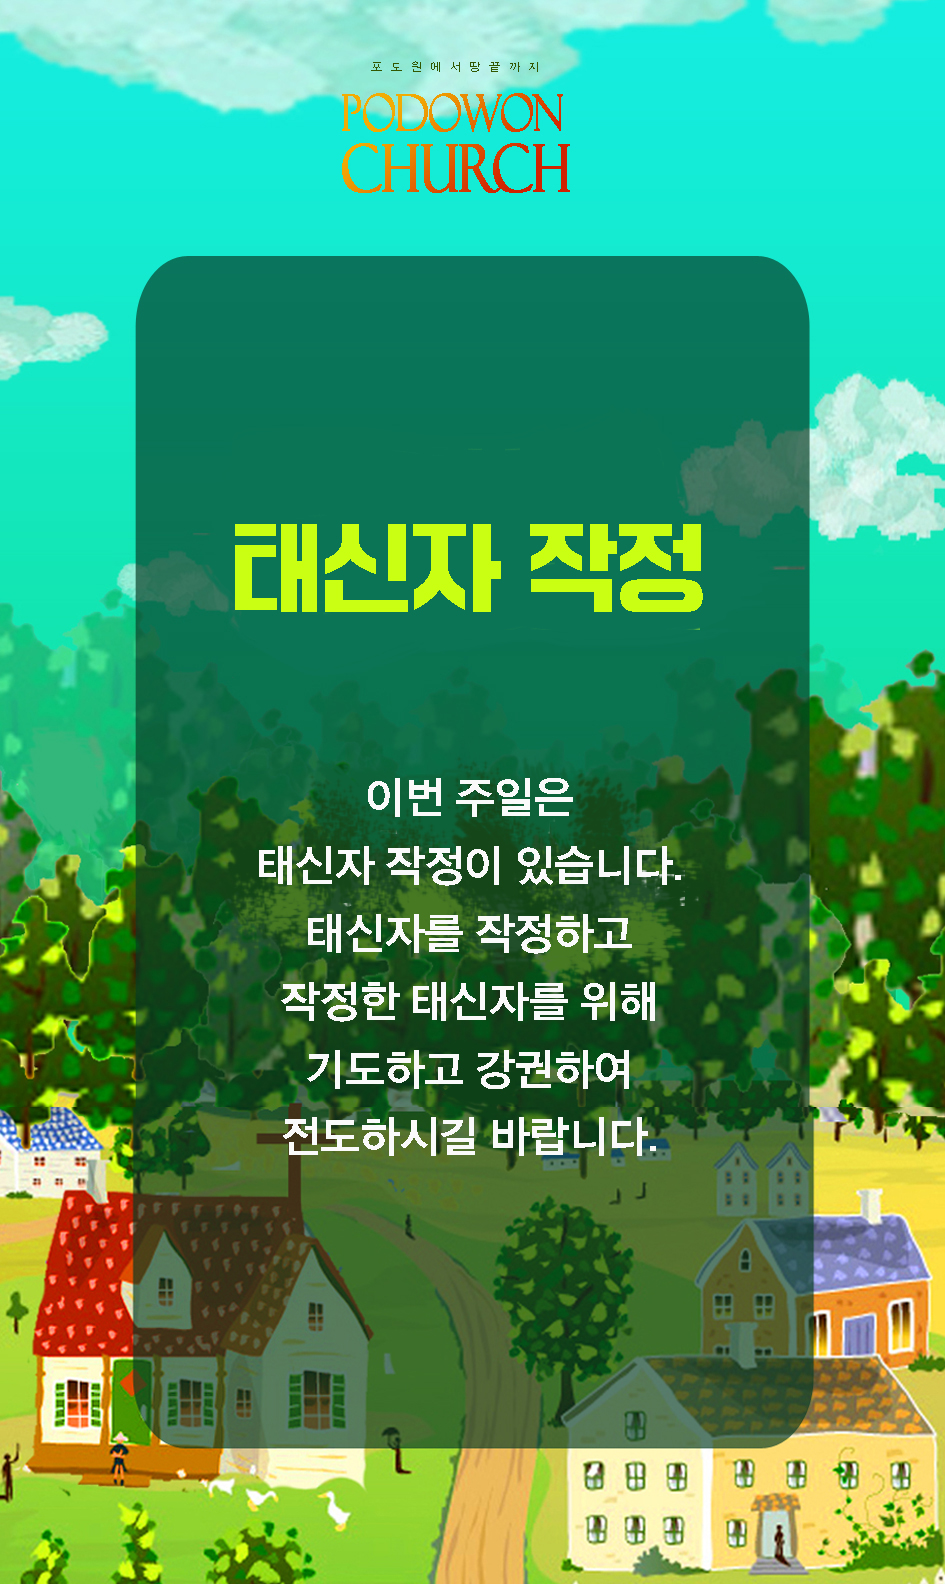 포도원에서땅끝까지
PODOWON
CHURCH
태신자 작정
이번 주일은
태신자 작정이 있습니다.
태신자를 작정하고
작정한 태신자를 위해
기도하고 강권하여
전도하시길 바랍니다.